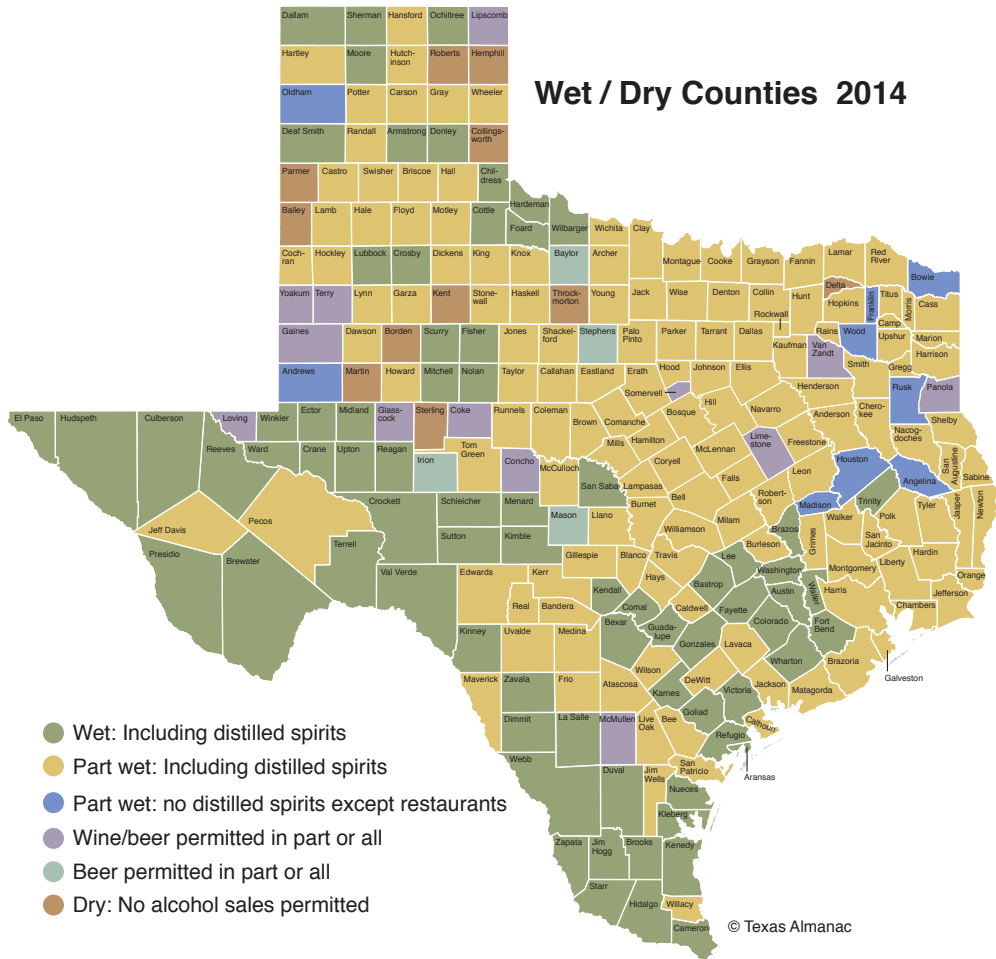 Wet / Dry Counties 2014
Dallam
Sherman
Hansford
Ochiltree
Lipscomb
Hartley
Moore
Hutch-
inson
Roberts
Hemphill
Oldham
Potter
Carson
Gray
Wheeler
Deaf Smith
Randall
Armstrong
Donley
Collings-
worth
Parmer
Castro
Swisher
Briscoe
Hall
Chil-
dress
Hardeman
Bailey
Lamb
Hale
Floyd
Motley
Cottle
Foard
Wilbarger
Wichita
Clay
Coch-
ran
Hockley
Lubbock
Crosby
Dickens
King
Knox
Baylor
Archer
Montague
Cooke
Grayson
Fannin
Lamar
Red
River
Bowie
Yoakum
Terry
Lynn
Garza
Kent
Stone-
wall
Haskell
Throck-
morton
Young
Jack
Wise
Denton
Collin
Rockwall
Hunt
Delta
Hopkins
Franklin
Titus
Morris
Cass
Camp
Gaines
Dawson
Borden
Scurry
Fisher
Jones
Shackel-
ford
Stephens
Palo
Pinto
Parker
Tarrant
Dallas
Kaufman
Rains
Wood
Upshur
Marion
Van
Zandt
Harrison
Smith
Gregg
Andrews
Martin
Howard
Mitchell
Nolan
Taylor
Callahan
Eastland
Erath
Hood
Somervell
Johnson
Ellis
Henderson
Rusk
Panola
El Paso
Hudspeth
Culberson
Loving
Winkler
Ector
Midland
Glass-
cock
Sterling
Coke
Runnels
Coleman
Brown
Comanche
Bosque
Hill
Navarro
Anderson
Chero-
kee
Shelby
Nacog-
doches
Reeves
Ward
Crane
Upton
Reagan
Irion
Tom
Green
Concho
McCulloch
Mills
Hamilton
McLennan
Lime-
stone
Freestone
Houston
Angelina
San
Augustine
Sabine
San Saba
Lampasas
Coryell
Falls
Leon
Robert-
son
Madison
Trinity
Jasper
Newton
Jeff Davis
Pecos
Crockett
Schleicher
Menard
Mason
Llano
Burnet
Bell
Milam
Brazos
Grimes
Walker
Polk
Tyler
San
Jacinto
Presidio
Brewster
Terrell
Sutton
Kimble
Gillespie
Blanco
Williamson
Travis
Burleson
Lee
Washington
Montgomery
Liberty
Hardin
Orange
Val Verde
Edwards
Kerr
Kendall
Hays
Bastrop
Austin
Waller
Harris
Jefferson
Chambers
Real
Bandera
Comal
Caldwell
Fayette
Colorado
Fort
Bend
Kinney
Uvalde
Medina
Bexar
Guada-
lupe
Gonzales
Lavaca
Wharton
Brazoria
Galveston
Maverick
Zavala
Frio
Atascosa
Wilson
Karnes
DeWitt
Victoria
Jackson
Matagorda
Dimmit
La Salle
McMullen
Live
Oak
Bee
Goliad
Refugio
Calhoun
Aransas
Webb
Duval
Jim
Wells
San
Patricio
Nueces
Kleberg
Zapata
Jim
Hogg
Brooks
Kenedy
Starr
Hidalgo
Willacy
Cameron
Wet: Including distilled spirits
Part wet: Including distilled spirits
Part wet: no distilled spirits except restaurants
Wine/beer permitted in part or all
Beer permitted in part or all
Dry: No alcohol sales permitted
© Texas Almanac